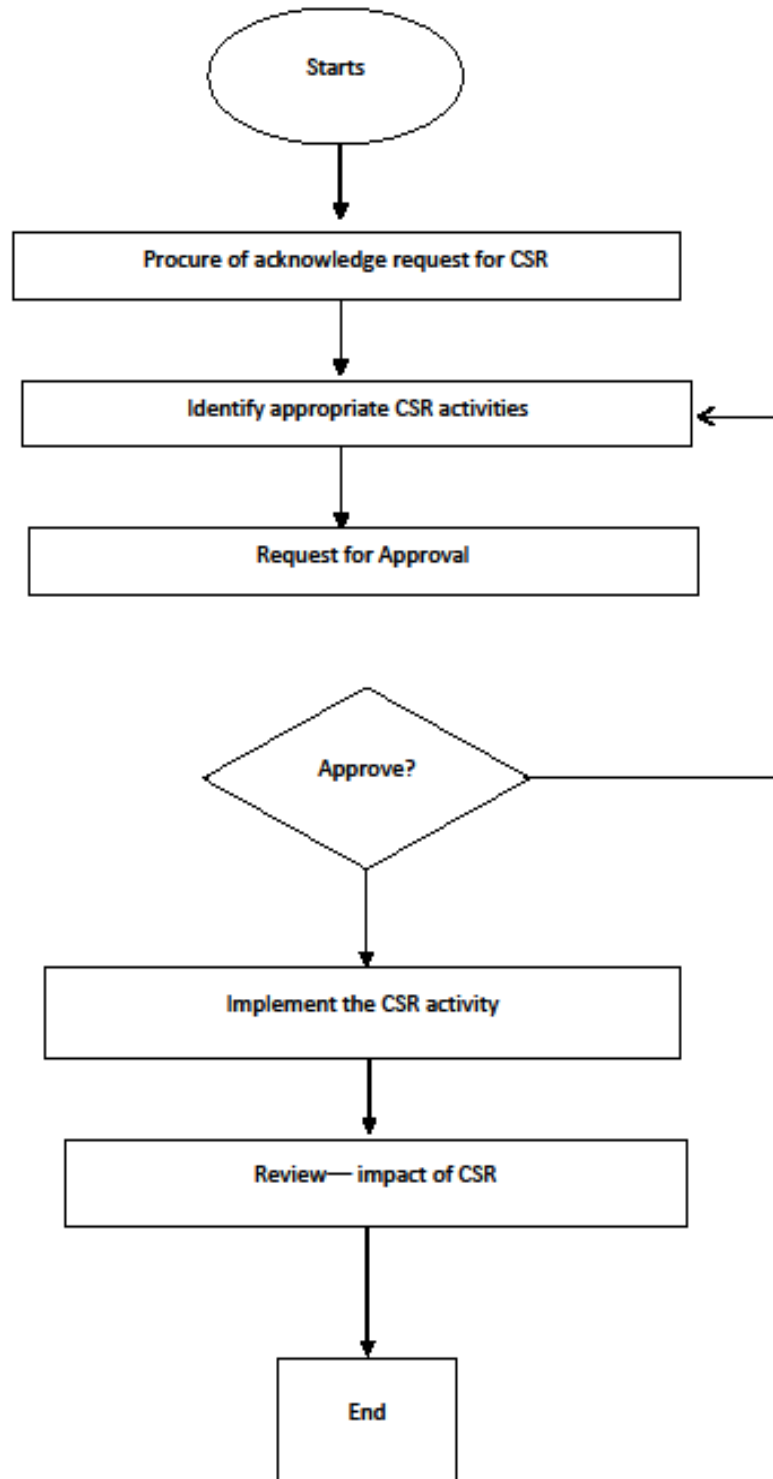 Starts
Procure of acknowledge request for CSR
Identify appropriate CSR activities
Request for Approval
Approve?
Implement the CSR activity
Review— impact of CSR
End